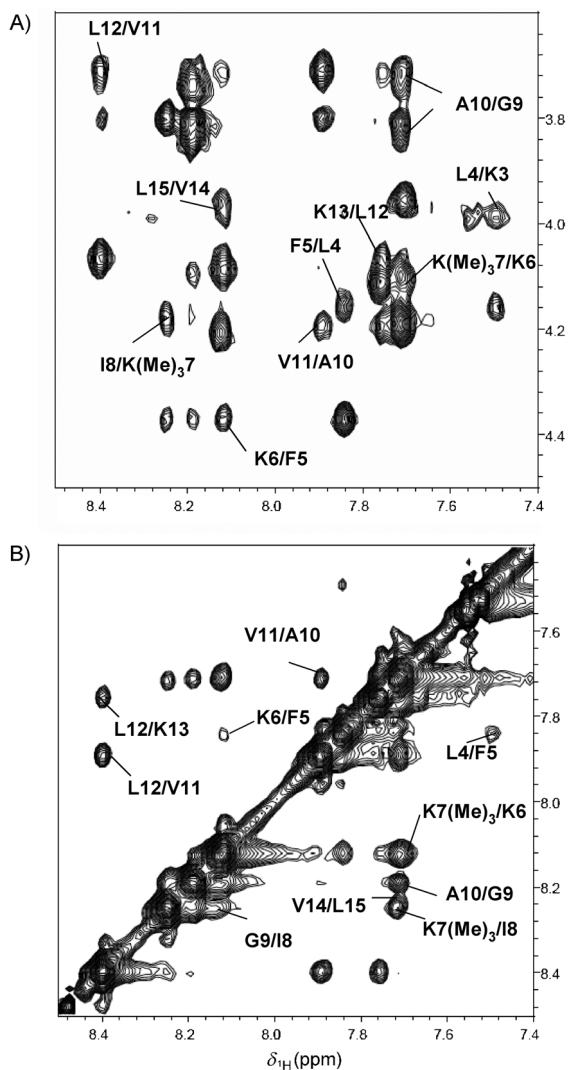 A)
L12/V11
A10/G9
3.8
L4/K3
L15/V14
4.0
K13/L12
F5/L4
K(Me)37/K6
4.2
I8/K(Me)37
V11/A10
4.4
K6/F5
8.4 8.2 8.0 7.8 7.6 7.4
B)
7.6
V11/A10
L12/K13
K6/F5
7.8
L4/F5
L12/V11
8.0
K7(Me)3/K6
8.2
A10/G9
V14/L15
K7(Me)3/I8
G9/I8
8.4
8.4 8.2 8.0 7.8 7.6 7.4
δ1H (ppm)